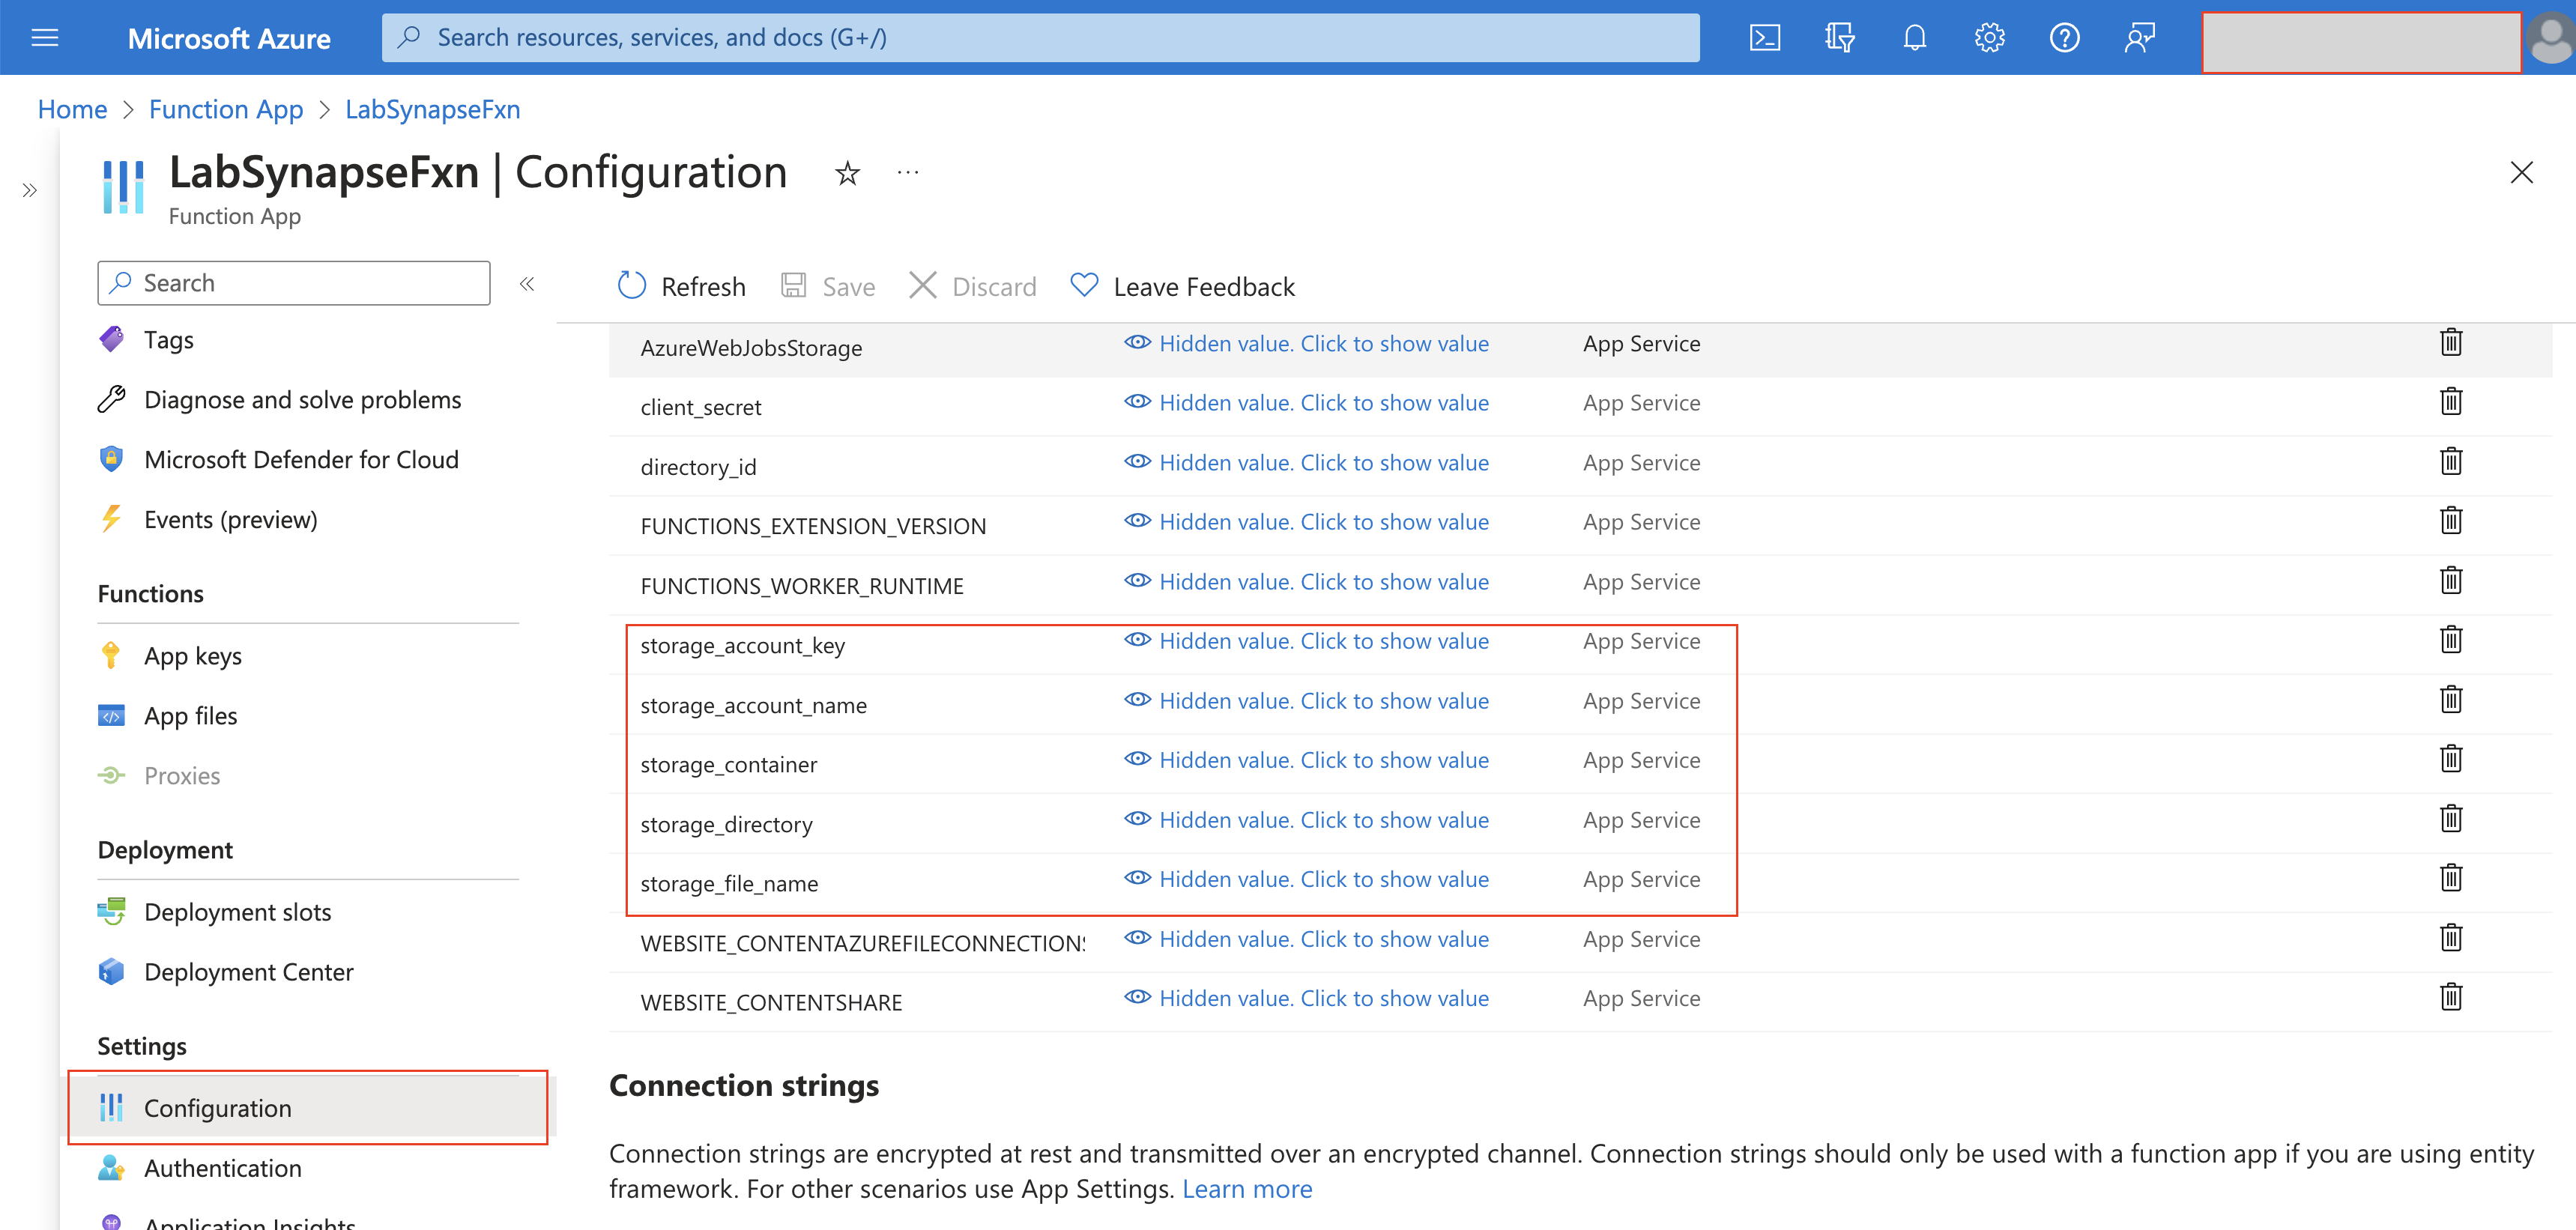 Microsoft Azure
Search resources, services, and docs (G+/)
Home > Function App > LabSynapseFxn
LabSynapseFxn | Configuration
Function App
Search
Refresh Save Discard Leave Feedback
Tags
Diagnose and solve problems
Microsoft Defender for Cloud
Events (preview)
Functions
App keys
App files
Proxies
Deployment
Deployment slots
Deployment Center
Settings
Configuration
Authentication
Application Insights
AzureWebJobsStorage Hidden value. Click to show value App Service
client_secret Hidden value. Click to show value App Service
directory_id Hidden value. Click to show value App Service
FUNCTIONS_EXTENSION_VERSION Hidden value. Click to show value App Service
FUNCTIONS_WORKER_RUNTIME Hidden value. Click to show value App Service
storage_account_key Hidden value. Click to show value App Service
storage_account_name Hidden value. Click to show value App Service
storage_container Hidden value. Click to show value App Service
storage_directory Hidden value. Click to show value App Service
storage_file_name Hidden value. Click to show value App Service
WEBSITE_CONTENTAZUREFILECONNECTIONS Hidden value. Click to show value App Service
WEBSITE_CONTENTSHARE Hidden value. Click to show value App Service
Connection strings
Connection strings are encrypted at rest and transmitted over an encrypted channel. Connection strings should only be used with a function app if you are using entity
framework. For other scenarios use App Settings. Learn more